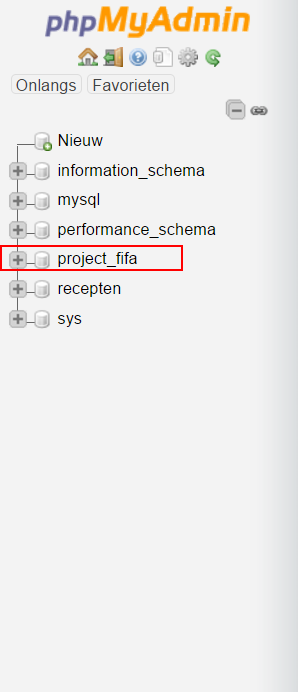 phpMyAdmin
Onlangs Favorieten
Nieuw
information_schema
mysql
performance_schema
project_fifa
recepten
sys